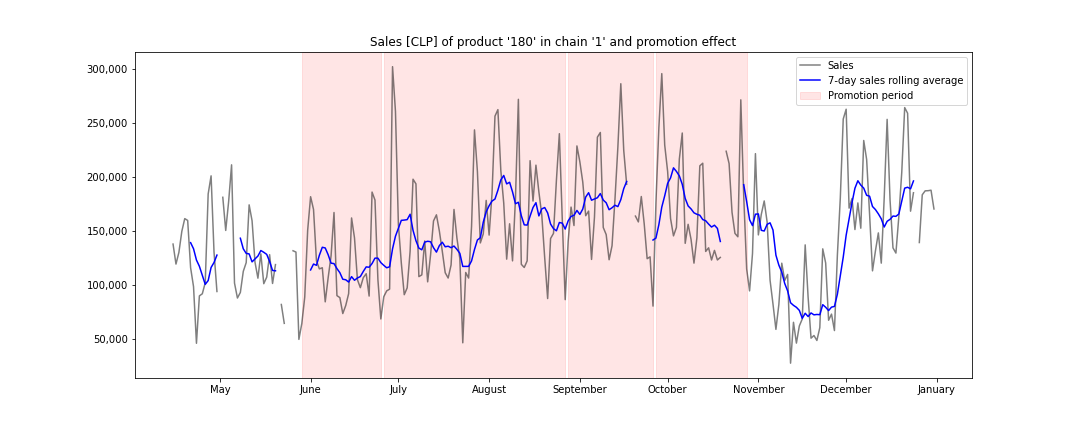 Sales [CLP] of product '180' in chain '1' and promotion effect
300,000
250,000
200,000
150,000
100,000
50,000
Sales
7-day sales rolling average
Promotion period
May June July August September October November December January